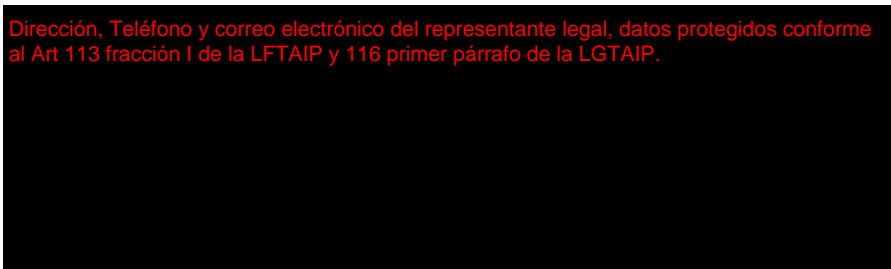 Dirección, Teléfono y correo electrónico del representante legal, datos protegidos conforme
al Art 113 fracción I de la LFTAIP y 116 primer párrafo de la LGTAIP.